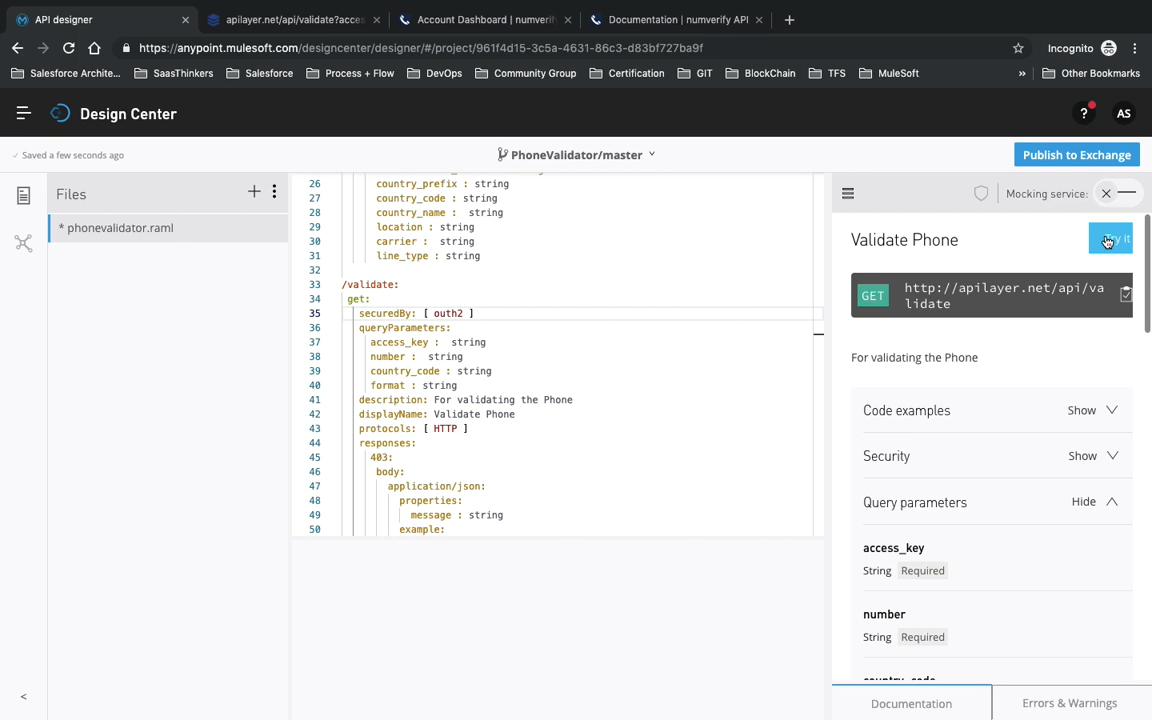 API designer
apilayer.net/api/validate?acces
Account Dashboard | numverify
Documentation | numverify API
https://anypoint.mulesoft.com/designcenter/designer/#/project/961f4d15-3c5a-4631-86c3-d83bf727ba9f
Incognito
Salesforce Archite... SaasThinkers Salesforce Process + Flow DevOps Community Group Certification GIT BlockChain TFS MuleSoft » Other Bookmarks
Design Center
? AS
✓ Saved a few seconds ago
PhoneValidator/master
Publish to Exchange
Files
* phonevalidator.raml
26 country_prefix : string
27 country_code : string
28 country_name : string
29 location : string
30 carrier : string
31 line_type : string
32
33 /validate:
34 get:
35 securedBy: [ outh2 ]
36 queryParameters:
37 access_key : string
38 number : string
39 country_code : string
40 format : string
41 description: For validating the Phone
42 displayName: Validate Phone
43 protocols: [ HTTP ]
44 responses:
45 403:
46 body:
47 application/json:
48 properties:
49 message : string
50 example:
Mocking service:
Validate Phone
Try it
GET http://apilayer.net/api/va
lidate
For validating the Phone
Code examples Show
Security Show
Query parameters Hide
access_key
String Required
number
String Required
country_code
Documentation
Errors & Warnings
<